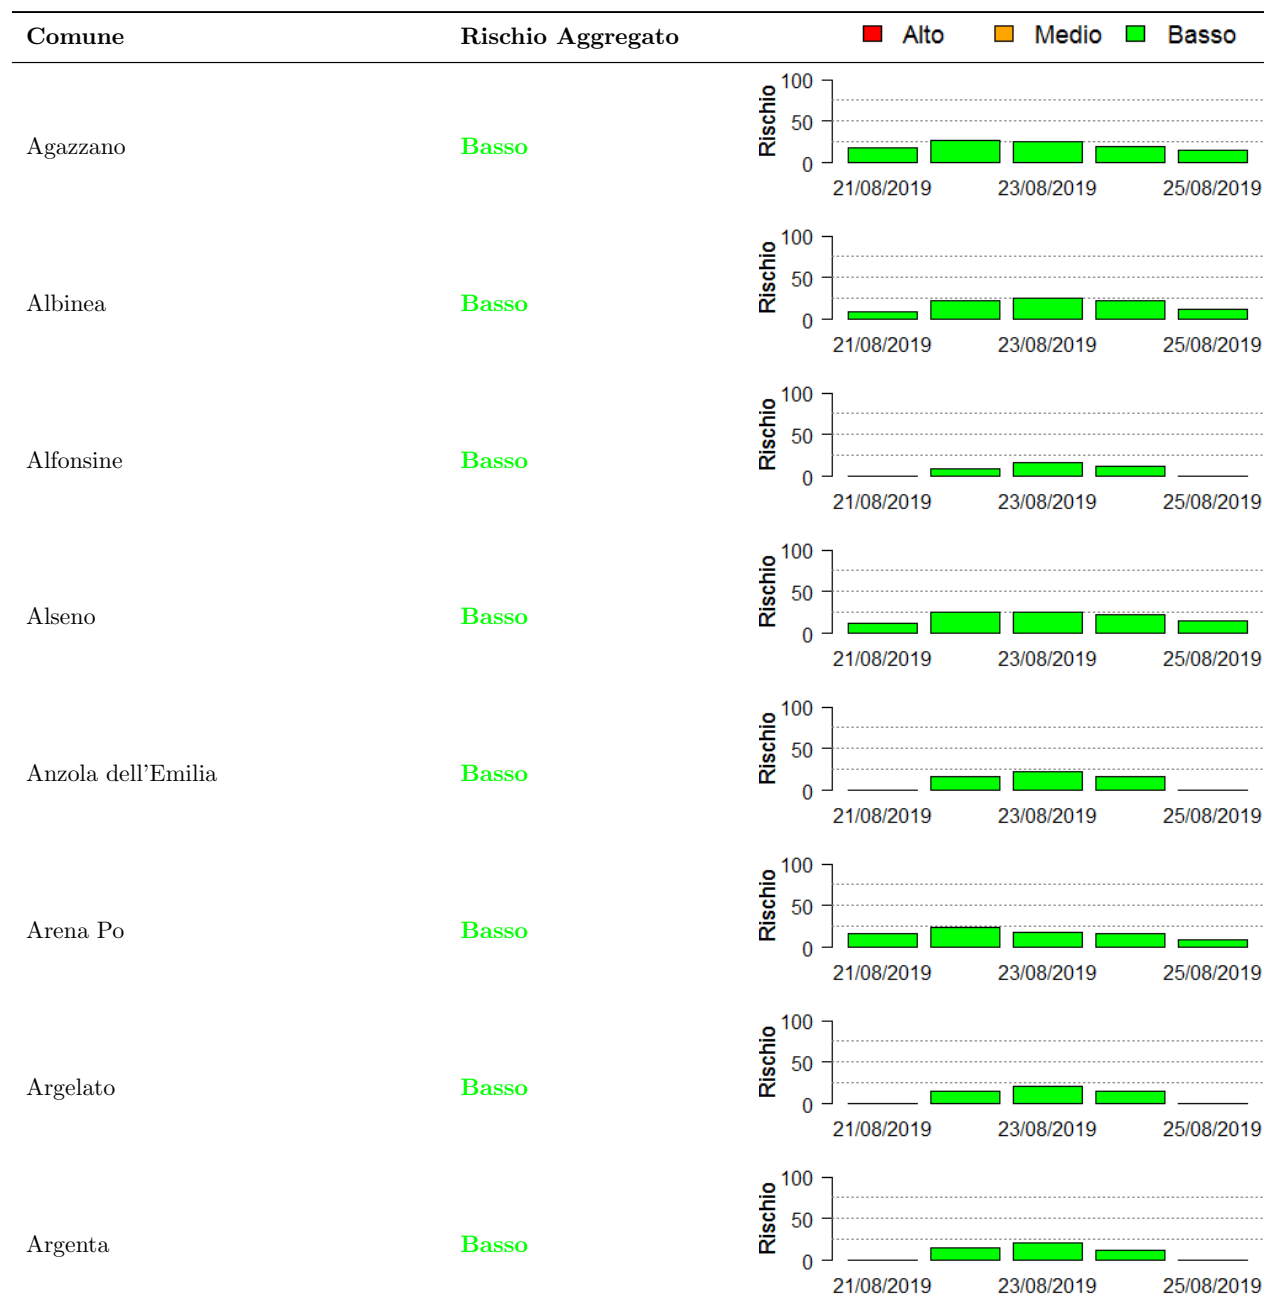 Comune Rischio Aggregato Alto Medio Basso
Agazzano Basso Rischio 100 50 0
21/08/2019 23/08/2019 25/08/2019
Albinea Basso Rischio 100 50 0
21/08/2019 23/08/2019 25/08/2019
Alfonsine Basso Rischio 100 50 0
21/08/2019 23/08/2019 25/08/2019
Alseno Basso Rischio 100 50 0
21/08/2019 23/08/2019 25/08/2019
Anzola dell'Emilia Basso Rischio 100 50 0
21/08/2019 23/08/2019 25/08/2019
Arena Po Basso Rischio 100 50 0
21/08/2019 23/08/2019 25/08/2019
Argelato Basso Rischio 100 50 0
21/08/2019 23/08/2019 25/08/2019
Argenta Basso Rischio 100 50 0
21/08/2019 23/08/2019 25/08/2019